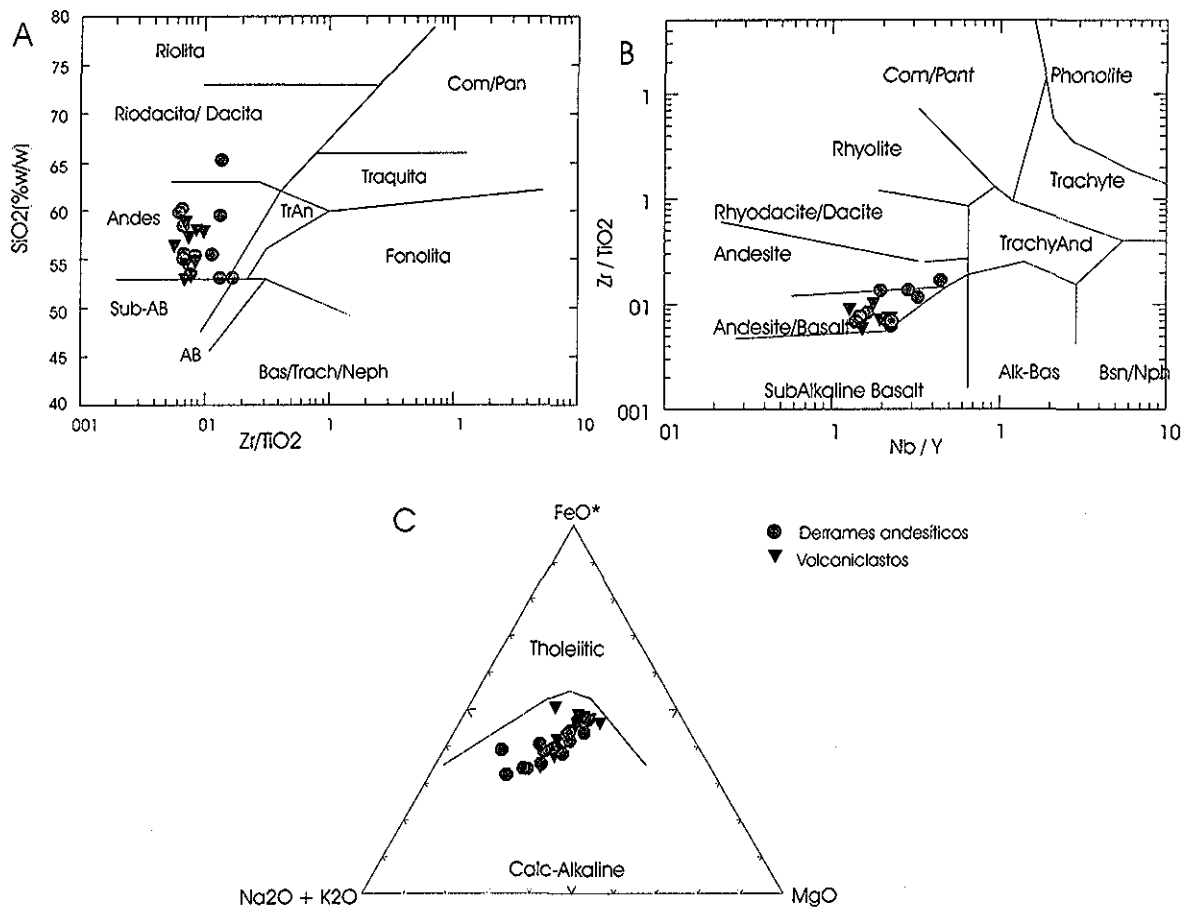 A
80
75
70
65
60
55
50
45
40
SiO2(%w/w)
Riolita
Com/Pan
Riodacita/ Dacita
Traquita
TrAn
Andes
Fonolita
Sub-AB
AB
Bas/Trach/Neph
001
01
1
1
10
Zr/TiO2
B
1
1
01
001
Zr / TiO2
Com/Pant
Phonolite
Rhyolite
Trachyte
Rhyodacite/Dacite
TrachyAnd
Andesite
Andesite/Basalt
Alk-Bas
Bsn/Nph
SubAlkaline Basalt
01
1
1
10
Nb / Y
C
FeO*
Derrames andesíticos
Volcaniclastos
Tholeiitic
Calc-Alkaline
Na2O + K2O
MgO